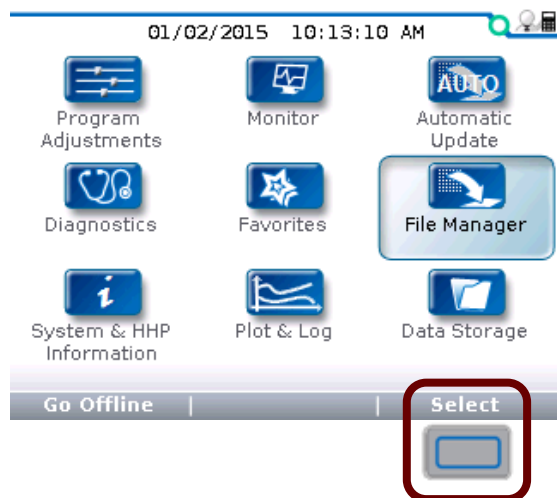 01/02/2015 10:13:10 AM
AUTO
Program Adjustments
Monitor
Automatic Update
Diagnostics
Favorites
File Manager
System & HHP Information
Plot & Log
Data Storage
Go Offline | | Select